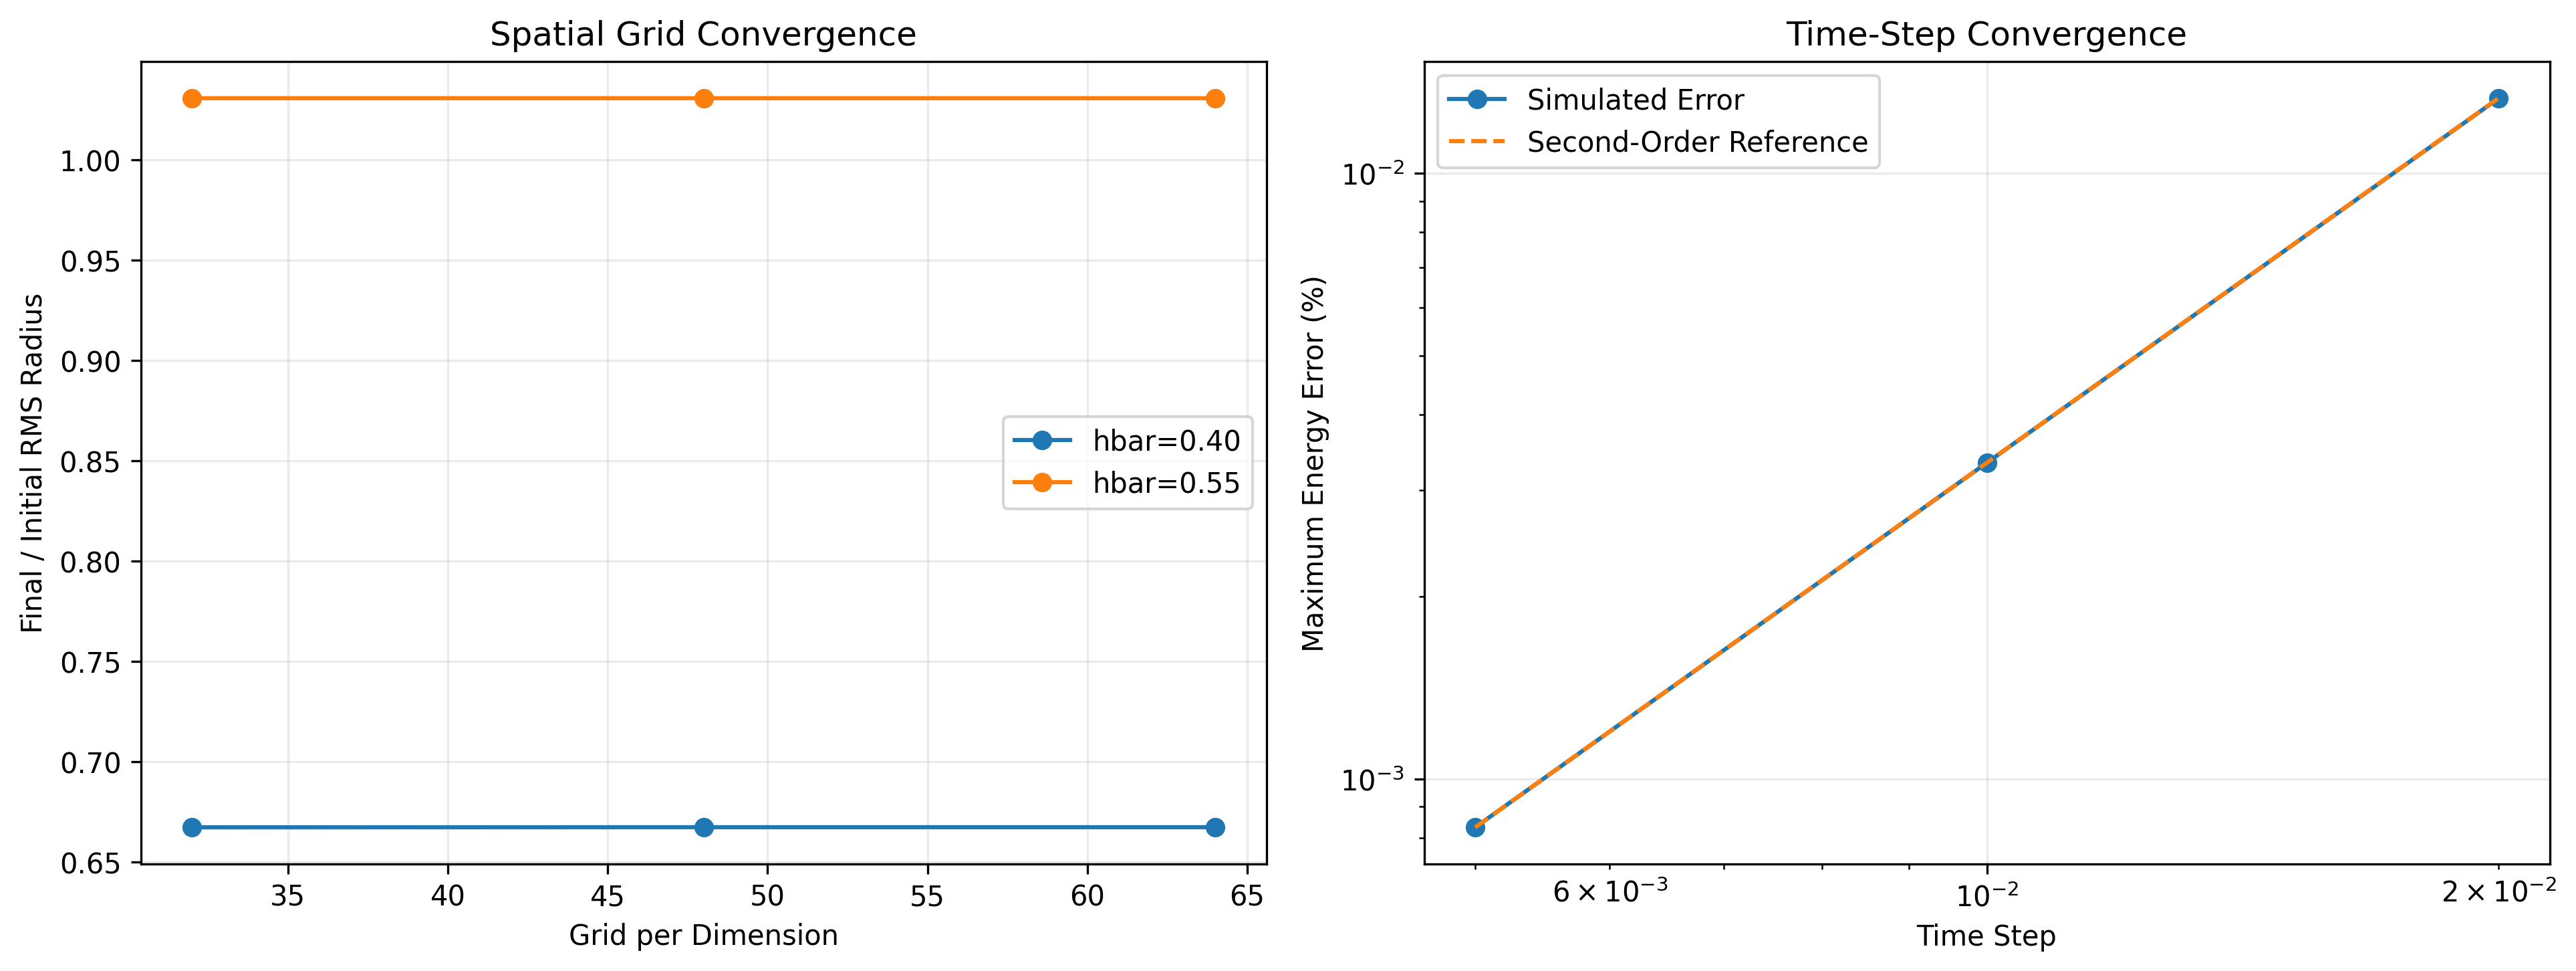 Spatial Grid Convergence
Final / Initial RMS Radius
1.00
0.95
0.90
0.85
0.80
0.75
0.70
0.65
hbar=0.40
hbar=0.55
35 40 45 50 55 60 65
Grid per Dimension
Time-Step Convergence
Maximum Energy Error (%)
Simulated Error
Second-Order Reference
10⁻²
10⁻³
6 × 10⁻³ 10⁻² 2 × 10⁻²
Time Step